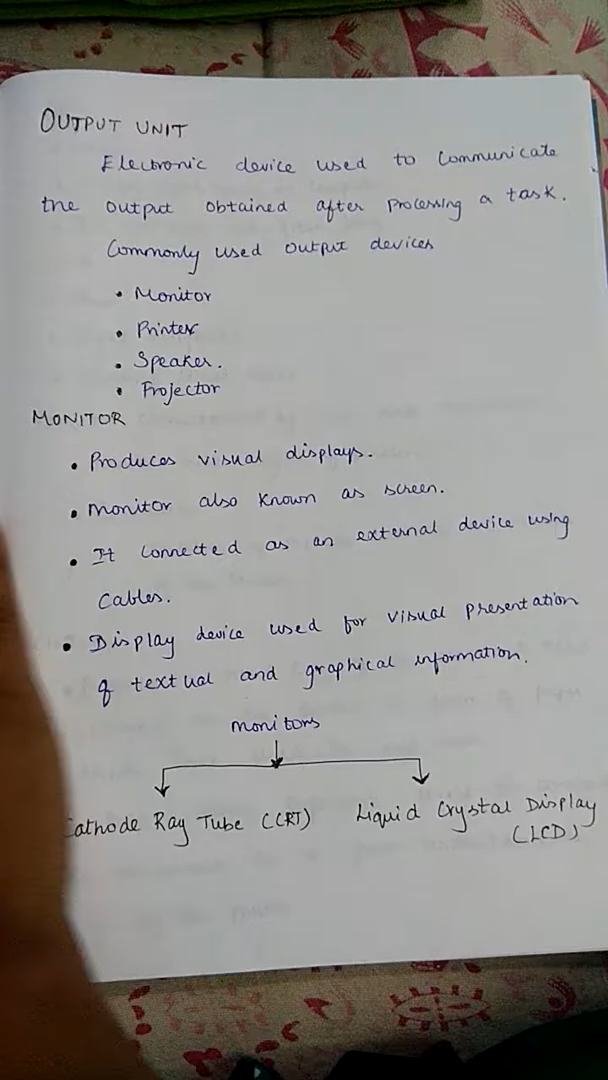 OUTPUT UNIT
Electronic device used to communicate
the output obtained after processing a task.
Commonly used output devices
• Monitor
• Printer
• Speaker.
• Projector
MONITOR
• Produces visual displays.
• Monitor also known as screen.
• It connected as an external device using
cables.
• Display device used for visual presentation
of textual and graphical information.
Monitors
Cathode Ray Tube (CRT) Liquid Crystal Display
(LCD)